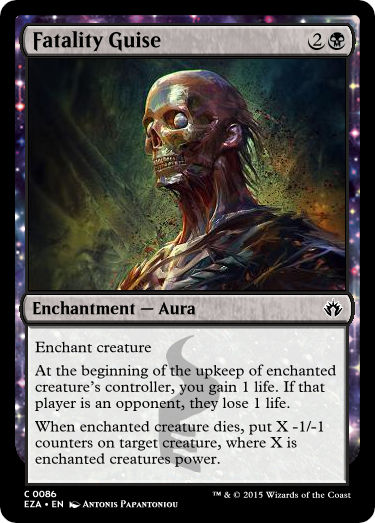 Fatality Guise 2
Enchantment — Aura
Enchant creature
At the beginning of the upkeep of enchanted
creature's controller, you gain 1 life. If that
player is an opponent, they lose 1 life.
When enchanted creature dies, put X -1/-1
counters on target creature, where X is
enchanted creatures power.
C 0086
EZA • EN Antonis Papantoniou
™ & © 2015 Wizards of the Coast